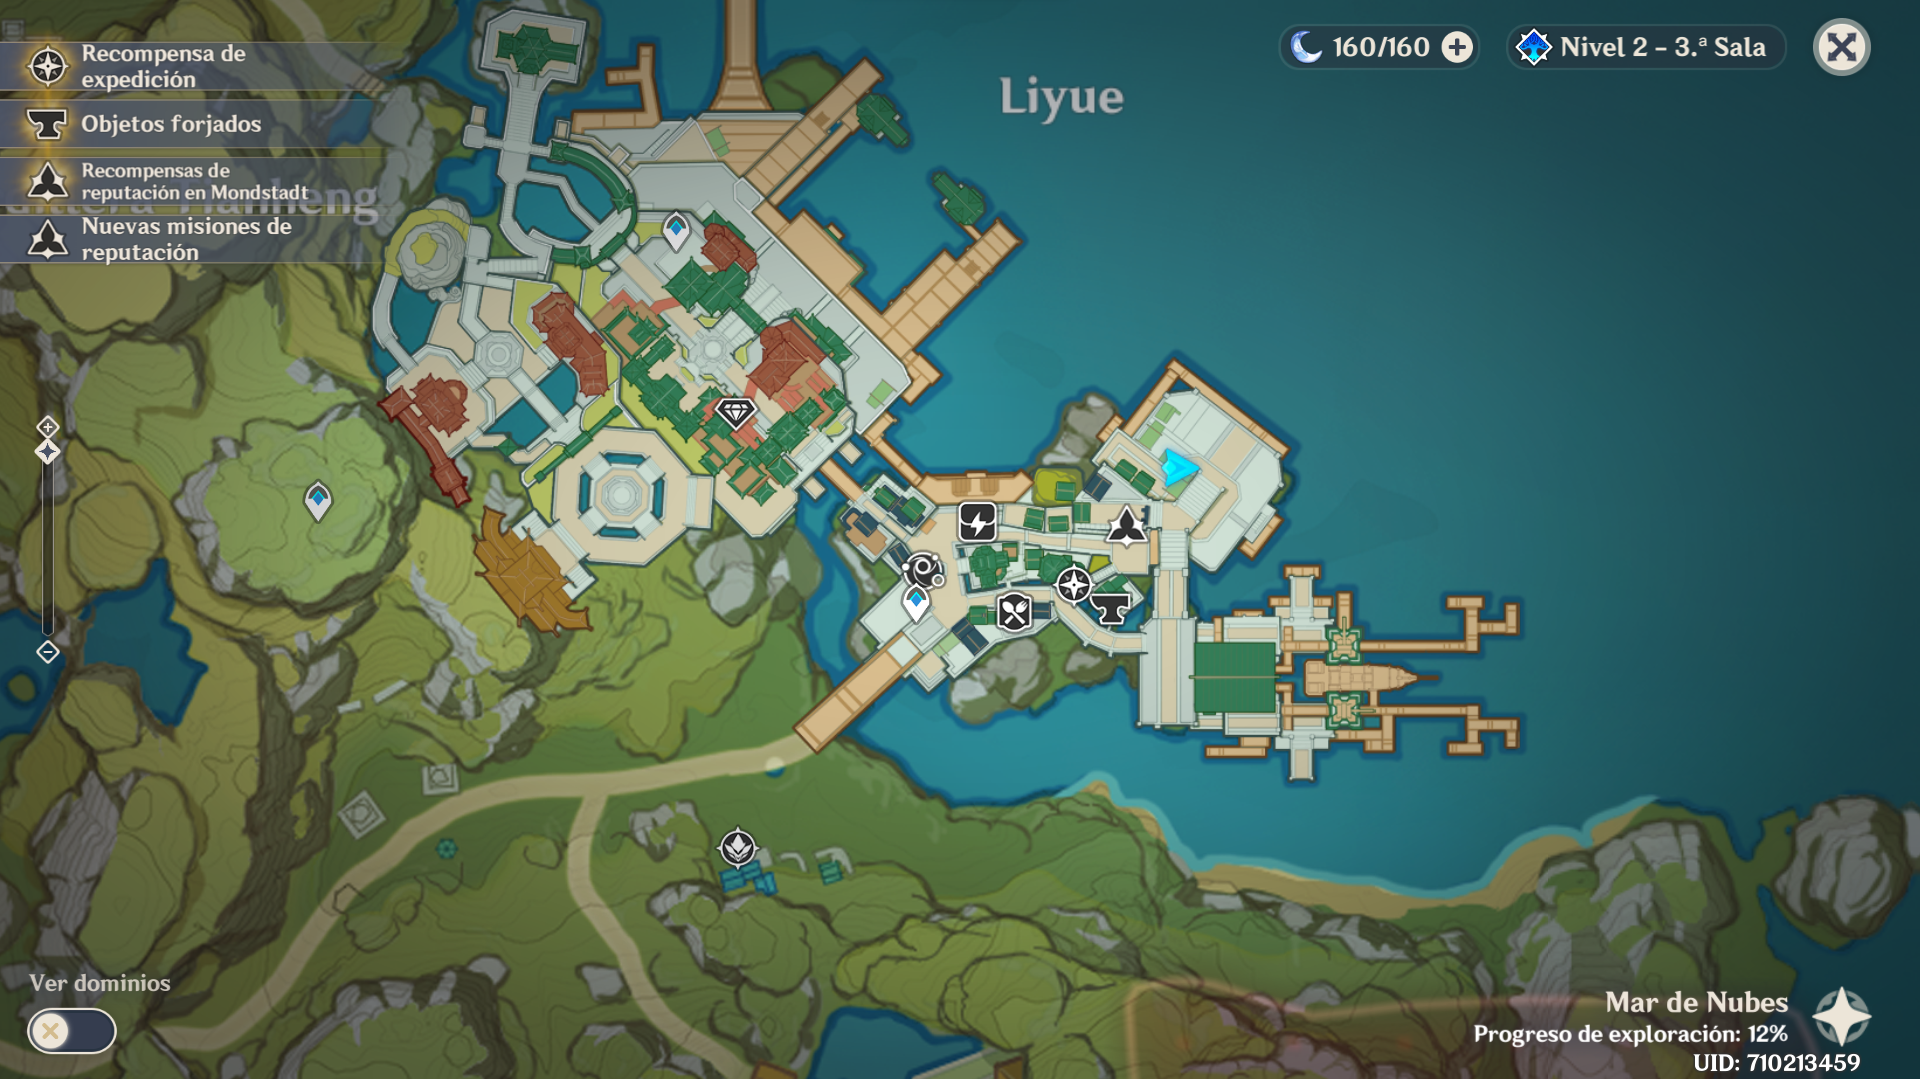 Recompensa de
expedición
Objetos forjados
Recompensas de
reputación en Mondstadt
Nuevas misiones de
reputación
Liyue
160/160
Nivel 2 - 3.ª Sala
Ver dominios
Mar de Nubes
Progreso de exploración: 12%
UID: 710213459